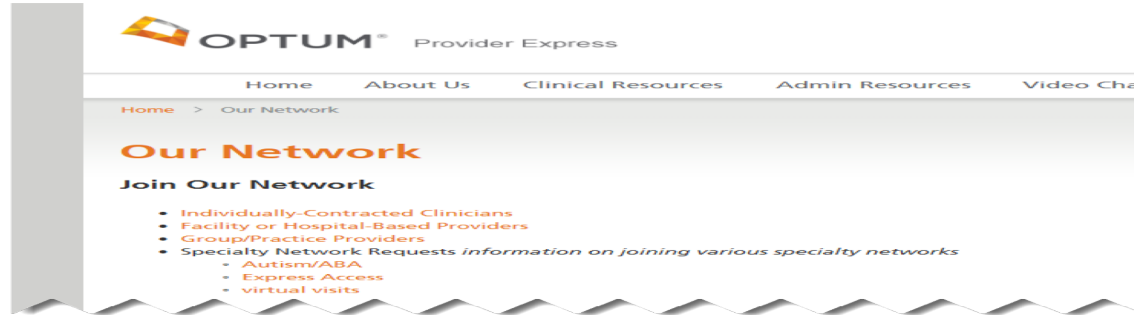 OPTUM® Provider Express
Home About Us Clinical Resources Admin Resources Video Cha
Home > Our Network
Our Network
Join Our Network
• Individually-Contracted Clinicians
• Facility or Hospital-Based Providers
• Group/Practice Providers
• Specialty Network Requests information on joining various specialty networks
• Autism/ABA
• Express Access
• virtual visits